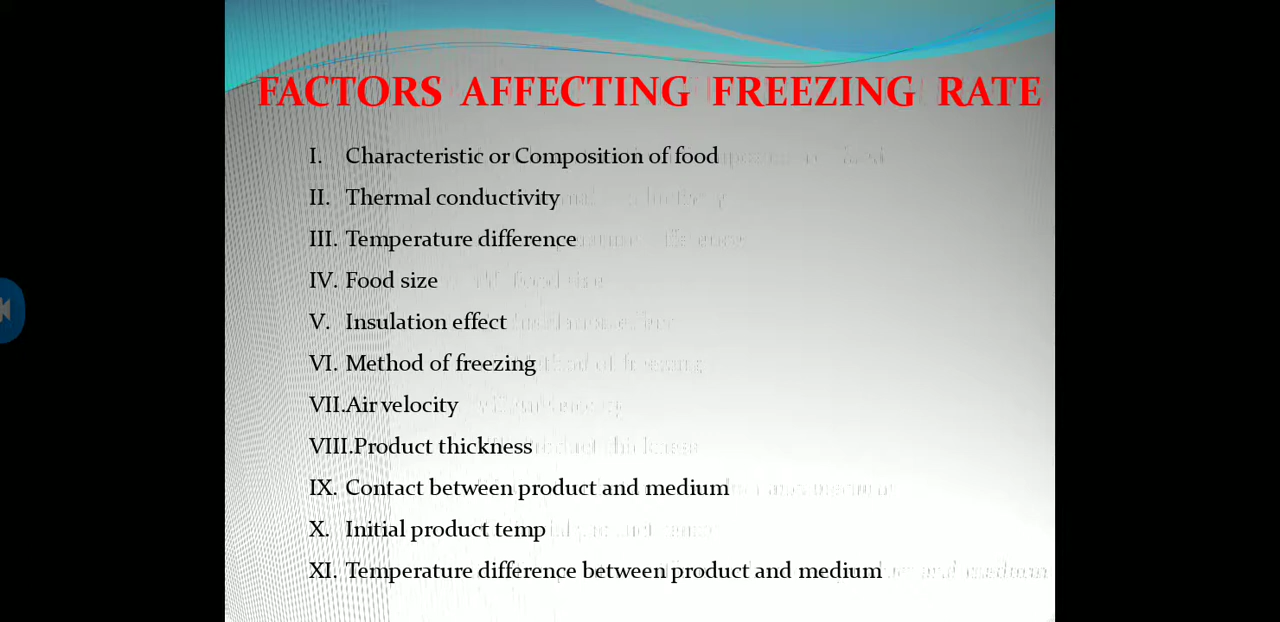 FACTORS AFFECTING FREEZING RATE
I. Characteristic or Composition of food
II. Thermal conductivity
III. Temperature difference
IV. Food size
V. Insulation effect
VI. Method of freezing
VII.Air velocity
VIII.Product thickness
IX. Contact between product and medium
X. Initial product temp
XI. Temperature difference between product and medium